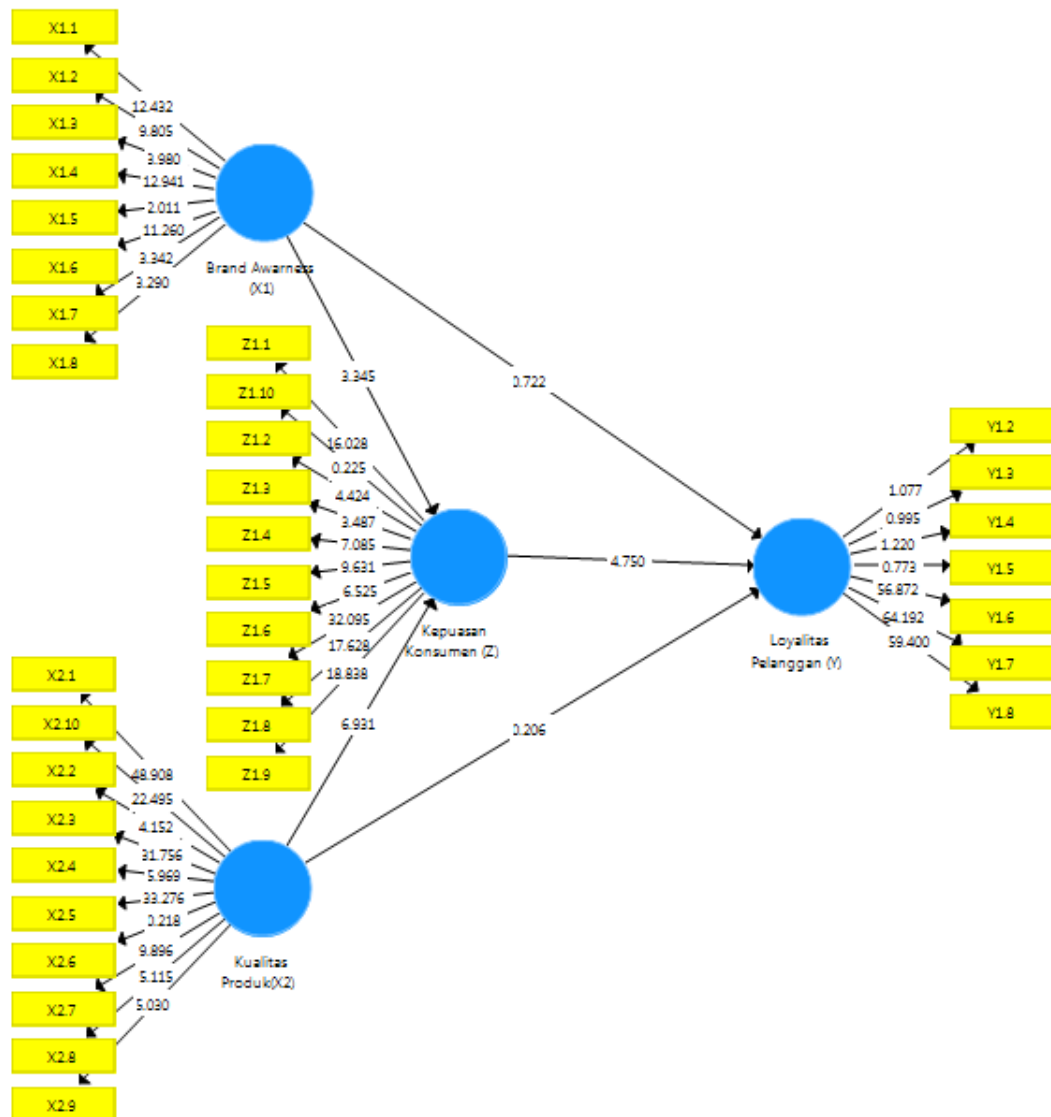 X1.1
X1.2
X1.3
X1.4
X1.5
X1.6
X1.7
X1.8
12.432
9.805
3.980
12.941
2.011
11.260
3.342
3.290
Brand Awarness
(X1)
3.345
0.722
Z1.1
Z1.10
Z1.2
Z1.3
Z1.4
Z1.5
Z1.6
Z1.7
Z1.8
Z1.9
16.028
0.225
4.424
3.487
7.085
9.631
6.525
32.095
17.628
18.838
Kepuasan
Konsumen (Z)
4.750
6.931
0.206
Y1.2
Y1.3
Y1.4
Y1.5
Y1.6
Y1.7
Y1.8
1.077
0.995
1.220
0.773
56.872
64.192
59.400
Loyalitas
Pelanggan (Y)
X2.1
X2.10
X2.2
X2.3
X2.4
X2.5
X2.6
X2.7
X2.8
X2.9
48.908
22.495
4.152
31.756
5.969
33.276
0.218
9.896
5.115
5.030
Kualitas
Produk(X2)